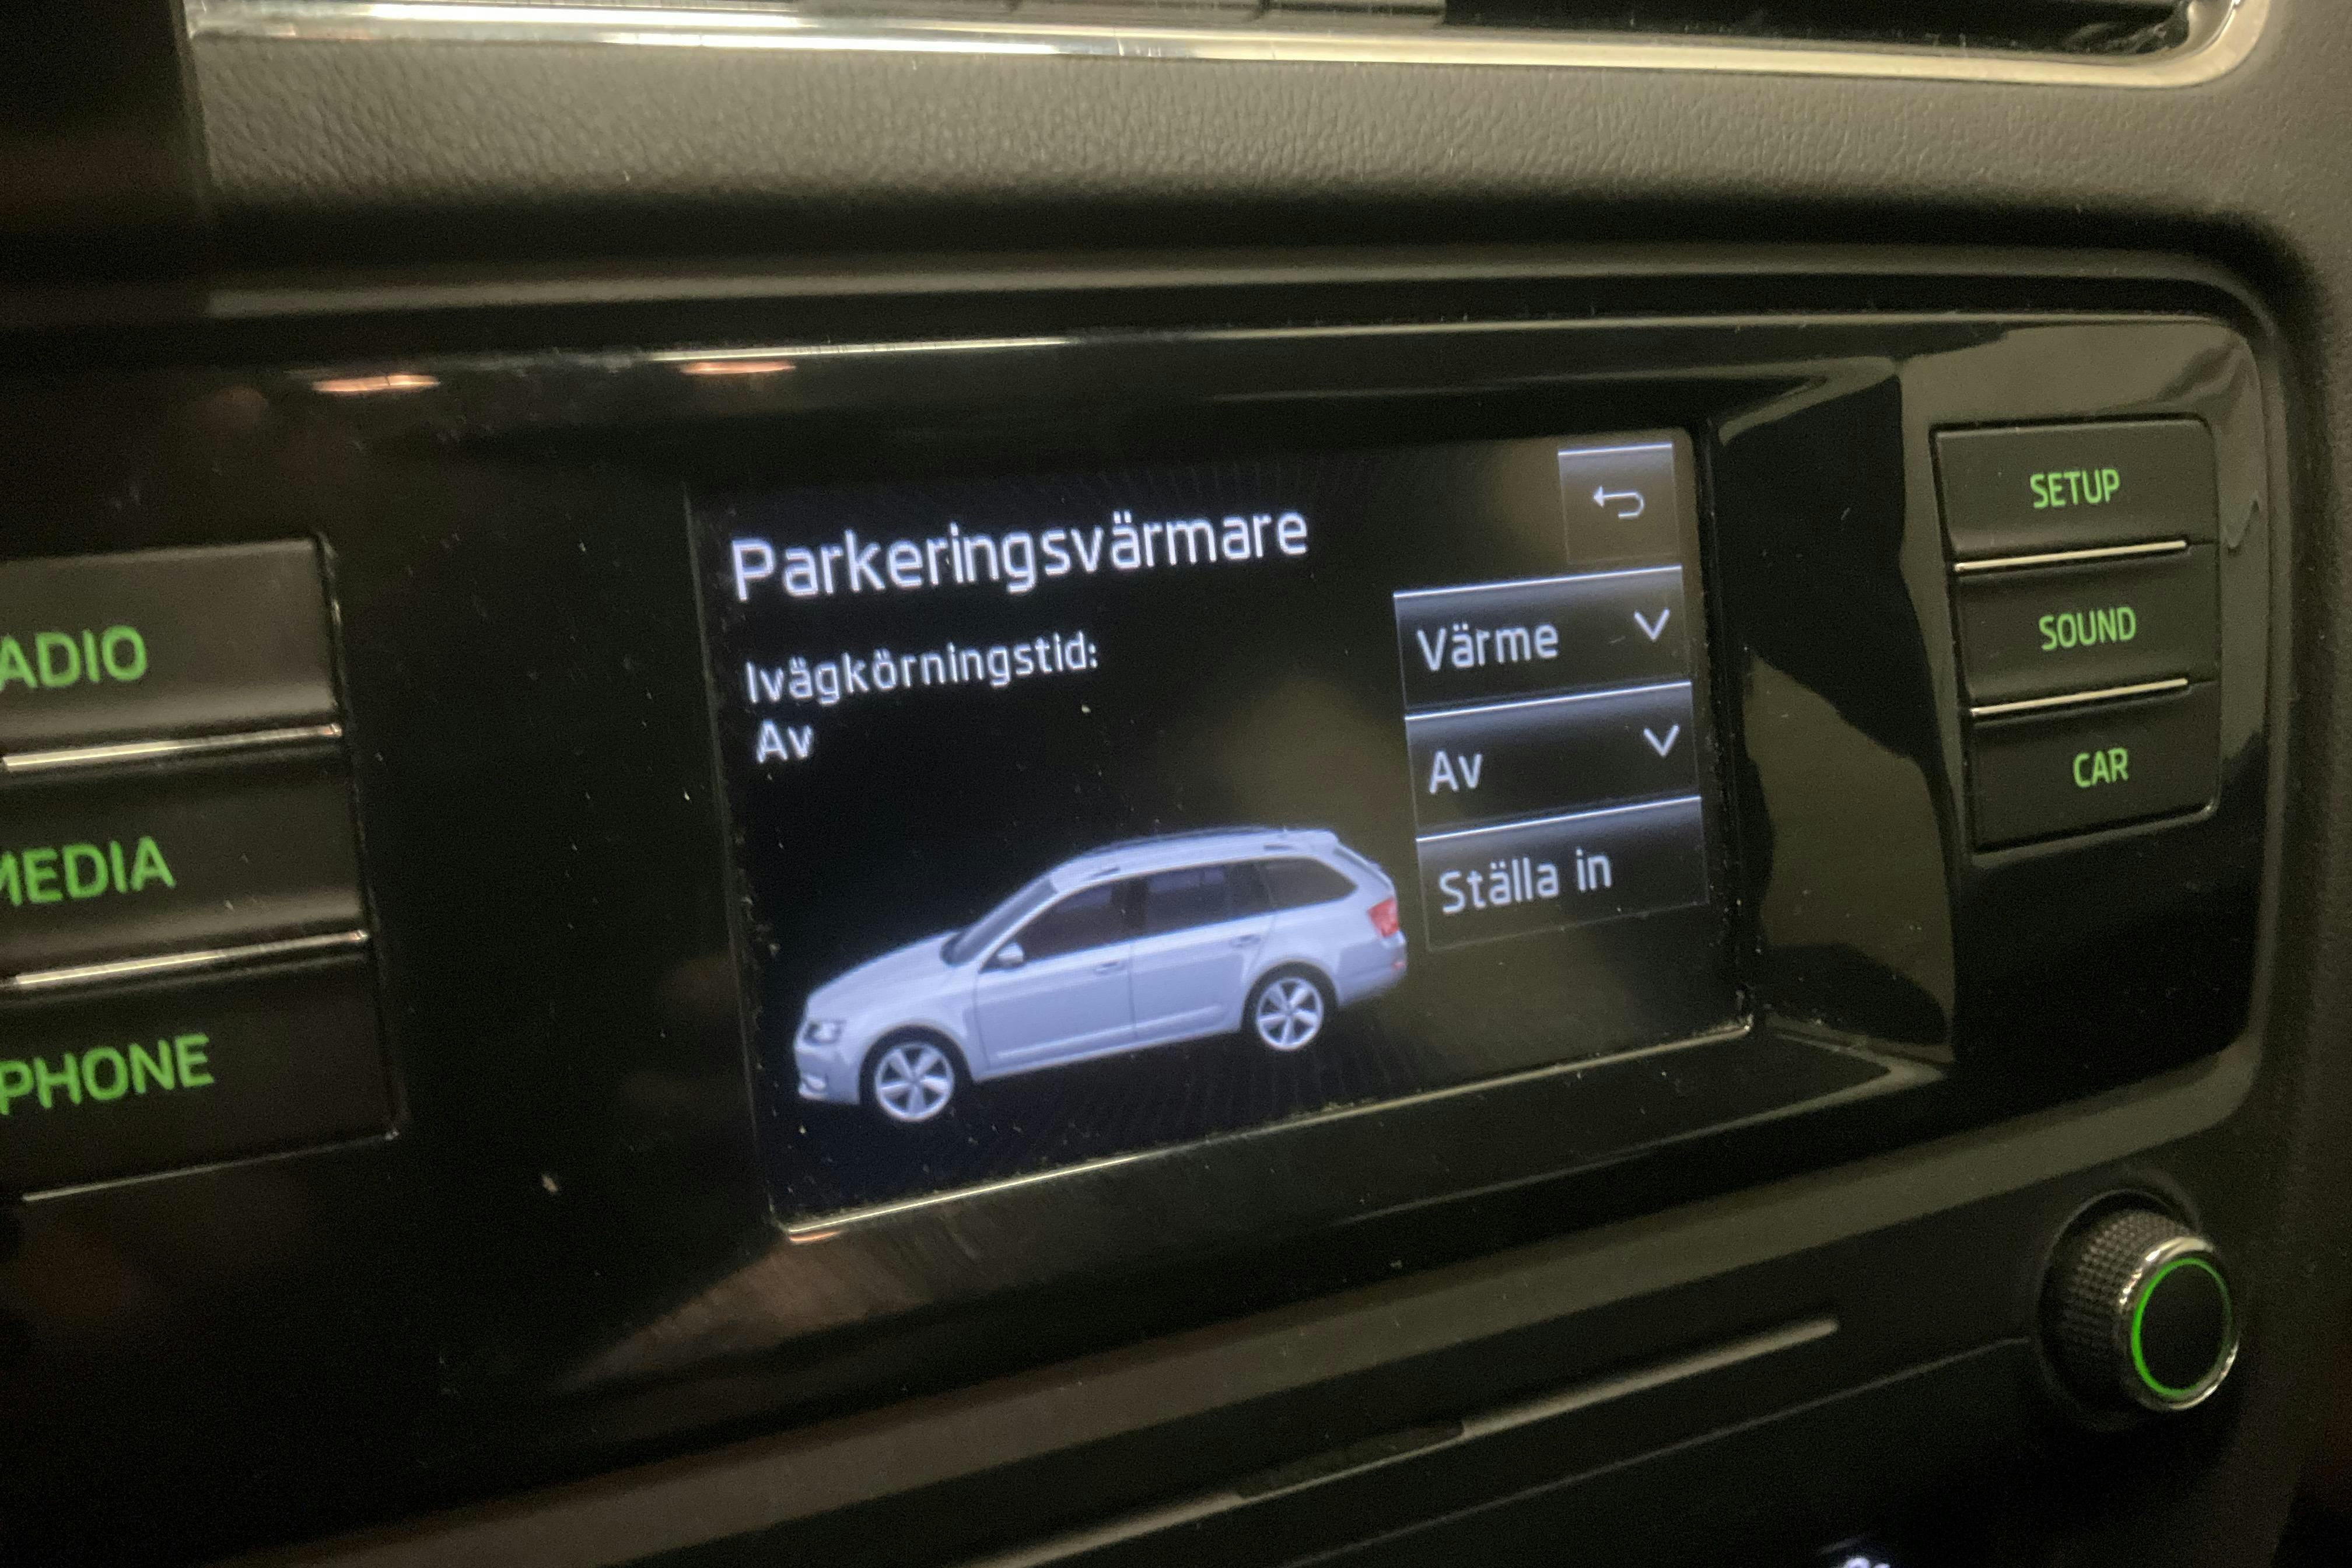 Parkeringsvärmare
Ivägkörningstid:
Av
Värme
Av
Ställa in
ADIO
MEDIA
PHONE
SETUP
SOUND
CAR